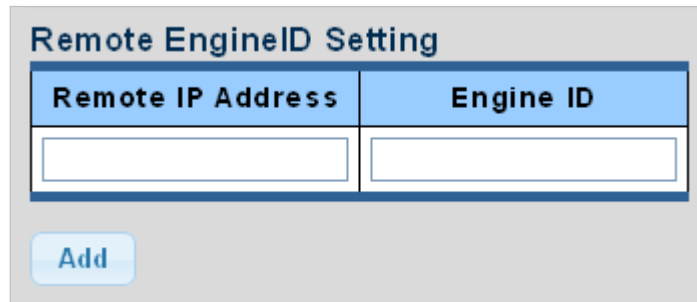 Remote EngineID Setting
Remote IP Address Engine ID
Add